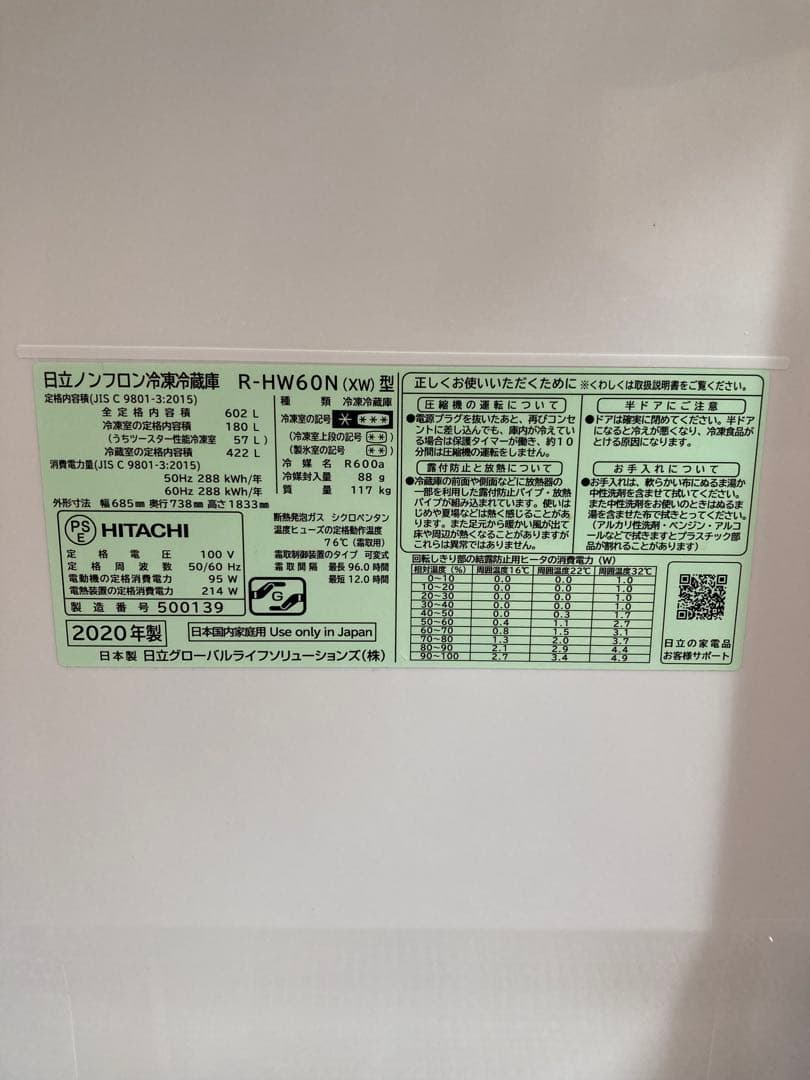 日立ノンフロン冷凍冷蔵庫 R-HW60N(XW)型
定格内容積(JIS C 9801-3:2015)
全定格内容積 602 L
冷凍室の定格内容積 180 L
(うちツースター性能冷凍室 57 L)
冷蔵室の定格内容積 422 L
消費電力量(JIS C 9801-3:2015)
50Hz 288 kWh/年
60Hz 288 kWh/年
外形寸法 幅685mm 奥行738mm 高さ1833mm
種類 冷凍冷蔵庫
冷凍室の記号 * ***
(冷凍室上段の記号 **)
(製氷室の記号 **)
冷媒 R600a
冷媒封入量 88 g
質量 117 kg
PSE HITACHI
定格電圧 100 V
定格周波数 50/60 Hz
電動機の定格消費電力 95 W
電熱装置の定格消費電力 214 W
製造番号 500139
断熱発泡ガス シクロペンタン
温度ヒューズの定格動作温度
76℃(霜取用)
霜取制御装置のタイプ 可変式
霜取間隔 最長96.0時間
最短12.0時間
G
2020年製
日本国内家庭用 Use only in Japan
日本製 日立グローバルライフソリューションズ(株)
正しくお使いいただくために ※くわしくは取扱説明書をご覧ください。
圧縮機の運転について
●電源プラグを抜いたあと、再びコンセ
ントに差し込んでも、庫内が冷えてい
る場合は保護タイマーが働き、約10
分間は圧縮機の運転をしません。
露付防止と放熱について
●冷蔵庫の前面や側面などに放熱器の
一部を利用した露付防止パイプ・放熱
パイプが組み込まれています。使いは
じめや夏場などは熱く感じることがあ
ります。また足元から暖かい風が出て
床や周辺が熱くなることがありますが
これらは異常ではありません。
半ドアにご注意
●ドアは確実に閉めてください。半ドア
になると冷えが悪くなり、冷凍食品が
とける原因になります。
お手入れについて
●お手入れは、軟らかい布にぬるま湯か
中性洗剤を含ませて拭いてください。
また中性洗剤をお使いのときはぬるま
湯を含ませた布で拭きとってください。
(アルカリ性洗剤・ベンジン・アルコ
ールなどで拭きますとプラスチック部
品が割れることがあります)
回転しきり部の結露防止用ヒータの消費電力(W)
相対湿度(%) 周囲温度16℃ 周囲温度22℃ 周囲温度32℃
0~10 0.0 0.0 1.0
10~20 0.0 0.0 1.0
20~30 0.0 0.0 1.0
30~40 0.0 0.0 1.0
40~50 0.0 0.3 1.7
50~60 0.4 1.1 2.7
60~70 0.8 1.5 3.1
70~80 1.3 2.0 3.7
80~90 2.1 2.9 4.4
90~100 2.7 3.4 4.9
日立の家電品
お客様サポート